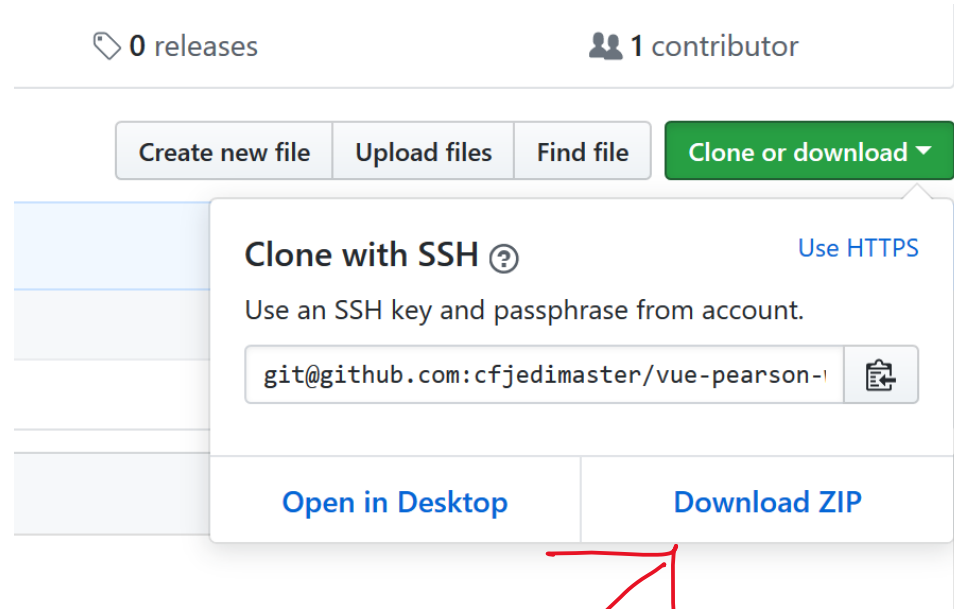 0 releases 1 contributor
Create new file Upload files Find file Clone or download
Clone with SSH ? Use HTTPS
Use an SSH key and passphrase from account.
git@github.com:cfjedimaster/vue-pearson-
Open in Desktop Download ZIP